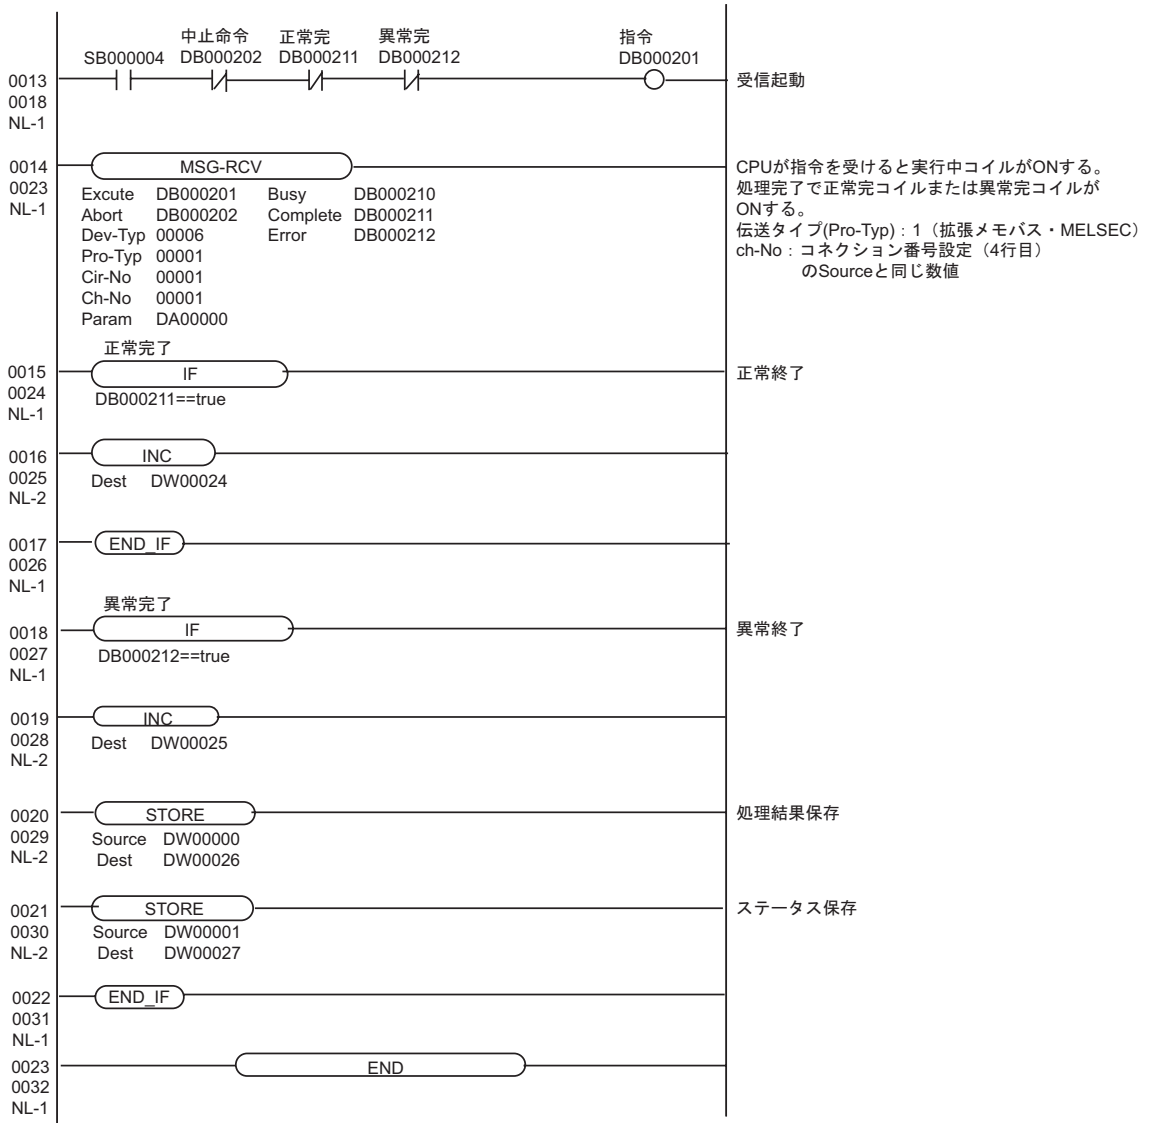 中止命令 正常完 異常完 指令
SB000004 DB000202 DB000211 DB000212 DB000201
0013 受信起動
0018
NL-1
0014 MSG-RCV CPUが指令を受けると実行中コイルがONする。
0023 Excute DB000201 Busy DB000210 処理完了で正常完コイルまたは異常完コイルが
NL-1 Abort DB000202 Complete DB000211 ONする。
Dev-Typ 00006 Error DB000212 伝送タイプ(Pro-Typ)：1（拡張メモバス・MELSEC）
Pro-Typ 00001 ch-No：コネクション番号設定（4行目）
Cir-No 00001 のSourceと同じ数値
Ch-No 00001
Param DA00000
正常完了
0015 IF 正常終了
0024 DB000211==true
NL-1
0016 INC
0025 Dest DW00024
NL-2
0017 END_IF
0026
NL-1
異常完了
0018 IF 異常終了
0027 DB000212==true
NL-1
0019 INC
0028 Dest DW00025
NL-2
0020 STORE 処理結果保存
0029 Source DW00000
NL-2 Dest DW00026
0021 STORE ステータス保存
0030 Source DW00001
NL-2 Dest DW00027
0022 END_IF
0031
NL-1
0023 END
0032
NL-1